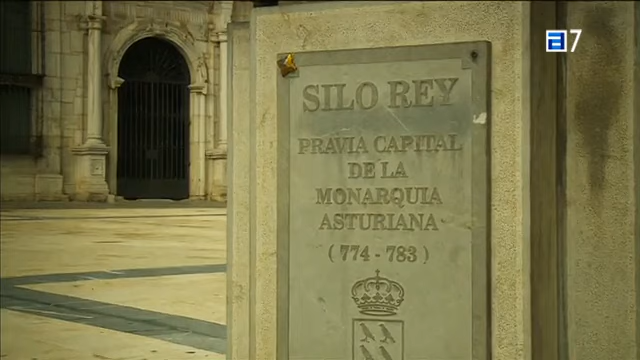 a7
SILO REY
PRAVIA CAPITAL
DE LA
MONARQUIA
ASTURIANA
(774-783)